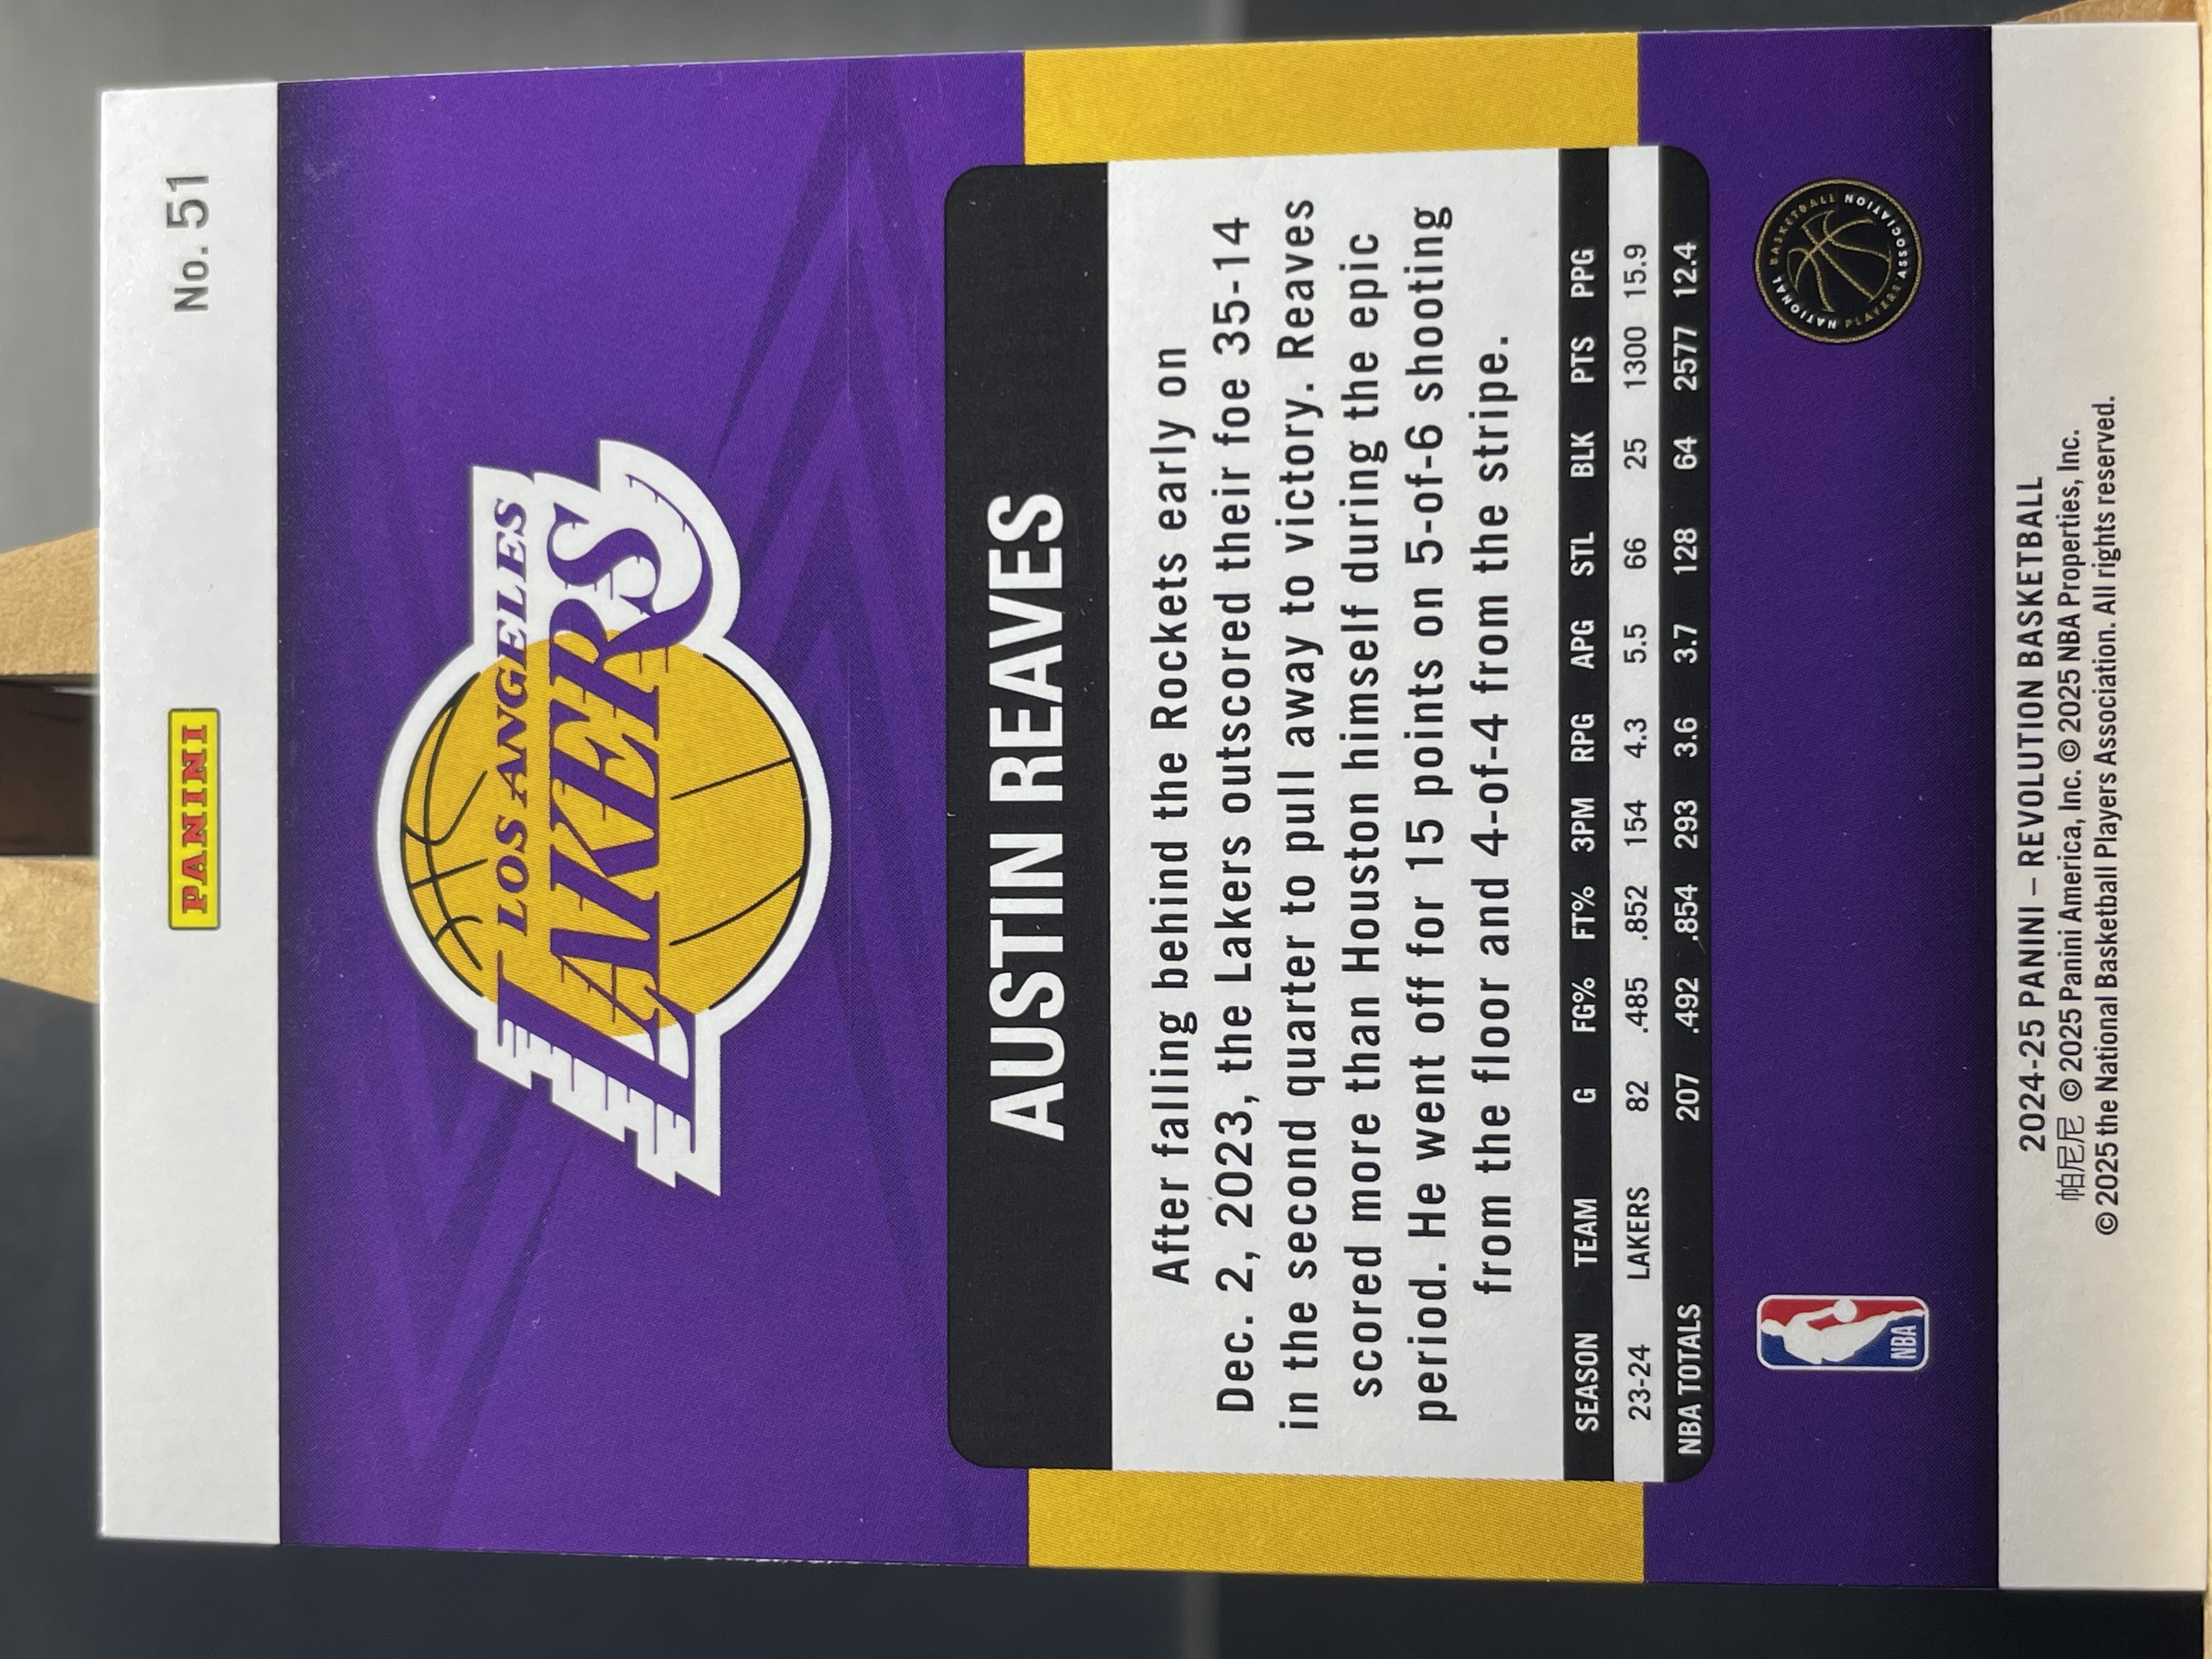 No. 51
PANINI
LOS ANGELES
LAKERS
AUSTIN REAVES
After falling behind the Rockets early on
Dec. 2, 2023, the Lakers outscored their foe 35-14
in the second quarter to pull away to victory. Reaves
scored more than Houston himself during the epic
period. He went off for 15 points on 5-of-6 shooting
from the floor and 4-of-4 from the stripe.
SEASON TEAM G FG% FT% 3PM RPG APG STL BLK PTS PPG
23-24 LAKERS 82 .485 .852 154 4.3 5.5 66 25 1300 15.9
NBA TOTALS 207 .492 .854 293 3.6 3.7 128 64 2577 12.4
NBA
NATIONAL BASKETBALL
PLAYERS ASSOCIATION
2024-25 PANINI – REVOLUTION BASKETBALL
帕尼尼 © 2025 Panini America, Inc. © 2025 NBA Properties, Inc.
© 2025 the National Basketball Players Association. All rights reserved.